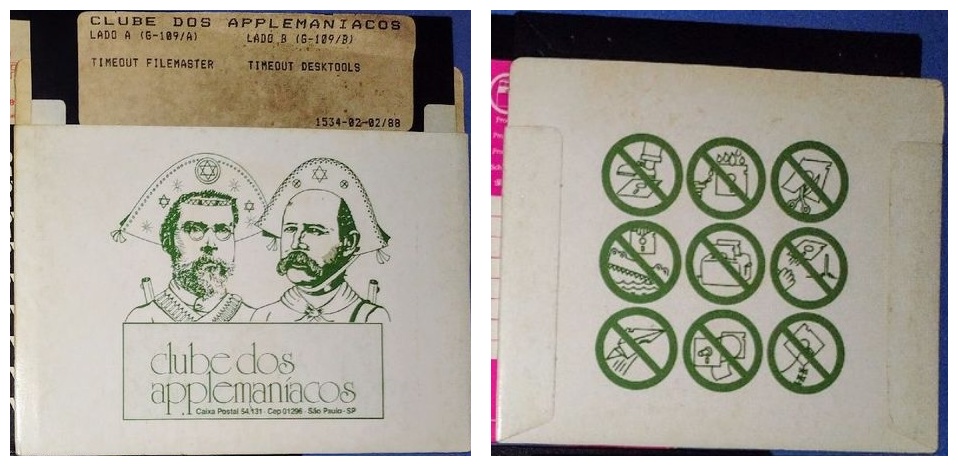 CLUBE DOS APPLEMANIACOS
LADO A (G-109/A) LADO B (G-109/B)
TIMEOUT FILEMASTER TIMEOUT DESKTOOLS
1534-02-02/88
clube dos
applemaníacos
Caixa Postal 54.131 - Cep 01296 - São Paulo - SP